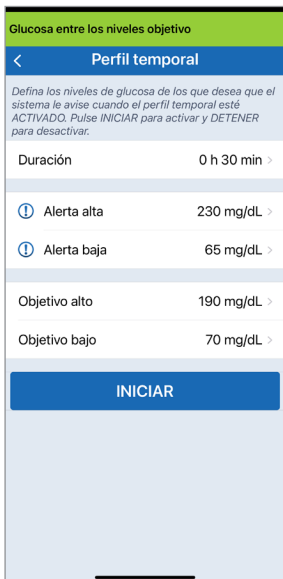 Glucosa entre los niveles objetivo
Perfil temporal
Defina los niveles de glucosa de los que desea que el
sistema le avise cuando el perfil temporal esté
ACTIVADO. Pulse INICIAR para activar y DETENER
para desactivar.
Duración 0 h 30 min
Alerta alta 230 mg/dL
Alerta baja 65 mg/dL
Objetivo alto 190 mg/dL
Objetivo bajo 70 mg/dL
INICIAR